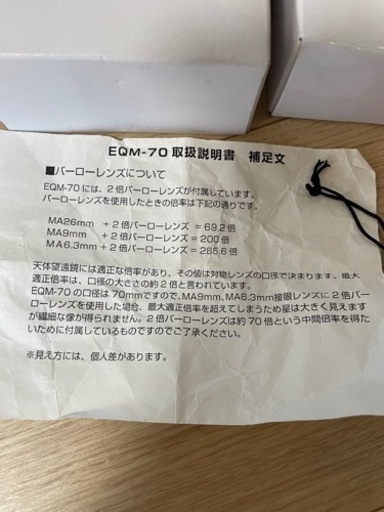 EQM-70 取扱説明書 補足文
■バーローレンズについて
EQM-70 には、2 倍バーローレンズが付属しています。
バーローレンズを使用したときの倍率は下記の通りです。
MA26mm + 2 倍バーローレンズ = 69.2 倍
MA9mm + 2 倍バーローレンズ = 200 倍
MA6.3mm + 2 倍バーローレンズ = 285.6 倍
天体望遠鏡には適正な倍率があり、その値は対物レンズの口径で決まります。最大
適正倍率は、口径の大きさの約 2 倍と言われています。
EQM-70 の口径は 70mmですので、MA9mm、MA6.3mm接眼レンズに 2 倍バー
ローレンズを使用した場合、最大適正倍率を超えてしまうため星は大きく見えます
が繊細な像が得られません。2 倍バーローレンズは約 70 倍という中間倍率を得た
いために付属しているものですのでご了承ください。
※見え方には、個人差があります。